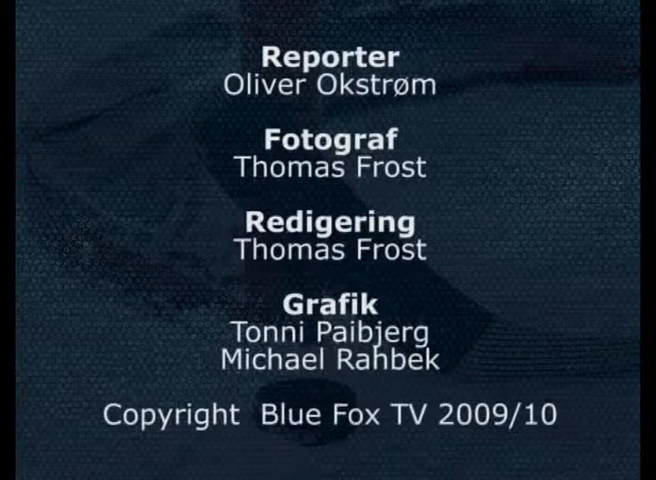 Reporter
Oliver Okstrøm
Fotograf
Thomas Frost
Redigering
Thomas Frost
Grafik
Tonni Paibjerg
Michael Rahbek
Copyright  Blue Fox TV 2009/10